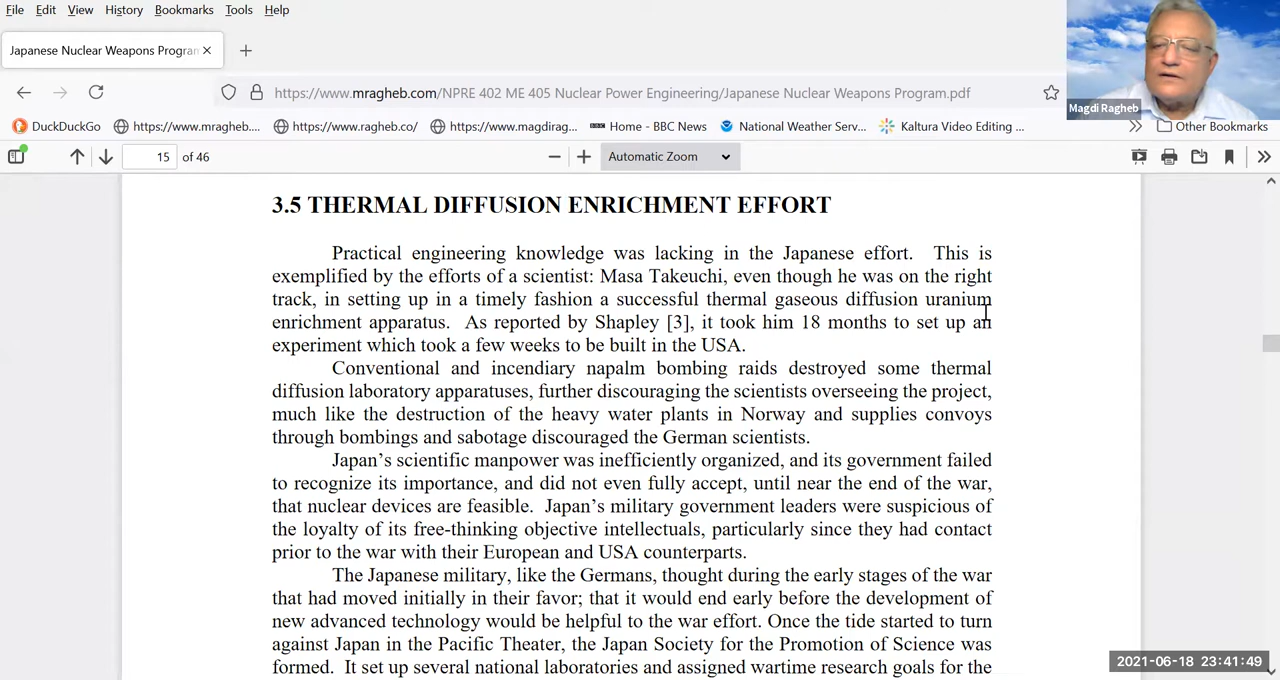 File Edit View History Bookmarks Tools Help
Japanese Nuclear Weapons Program
https://www.mragheb.com/NPRE 402 ME 405 Nuclear Power Engineering/Japanese Nuclear Weapons Program.pdf
Magdi Ragheb
DuckDuckGo https://www.mragheb.... https://www.ragheb.co/ https://www.magdirag... Home - BBC News National Weather Serv... Kaltura Video Editing ... Other Bookmarks
15 of 46 Automatic Zoom
3.5 THERMAL DIFFUSION ENRICHMENT EFFORT
Practical engineering knowledge was lacking in the Japanese effort. This is
exemplified by the efforts of a scientist: Masa Takeuchi, even though he was on the right
track, in setting up in a timely fashion a successful thermal gaseous diffusion uranium
enrichment apparatus. As reported by Shapley [3], it took him 18 months to set up an
experiment which took a few weeks to be built in the USA.
Conventional and incendiary napalm bombing raids destroyed some thermal
diffusion laboratory apparatuses, further discouraging the scientists overseeing the project,
much like the destruction of the heavy water plants in Norway and supplies convoys
through bombings and sabotage discouraged the German scientists.
Japan's scientific manpower was inefficiently organized, and its government failed
to recognize its importance, and did not even fully accept, until near the end of the war,
that nuclear devices are feasible. Japan's military government leaders were suspicious of
the loyalty of its free-thinking objective intellectuals, particularly since they had contact
prior to the war with their European and USA counterparts.
The Japanese military, like the Germans, thought during the early stages of the war
that had moved initially in their favor; that it would end early before the development of
new advanced technology would be helpful to the war effort. Once the tide started to turn
against Japan in the Pacific Theater, the Japan Society for the Promotion of Science was
formed. It set up several national laboratories and assigned wartime research goals for the
2021-06-18 23:41:49